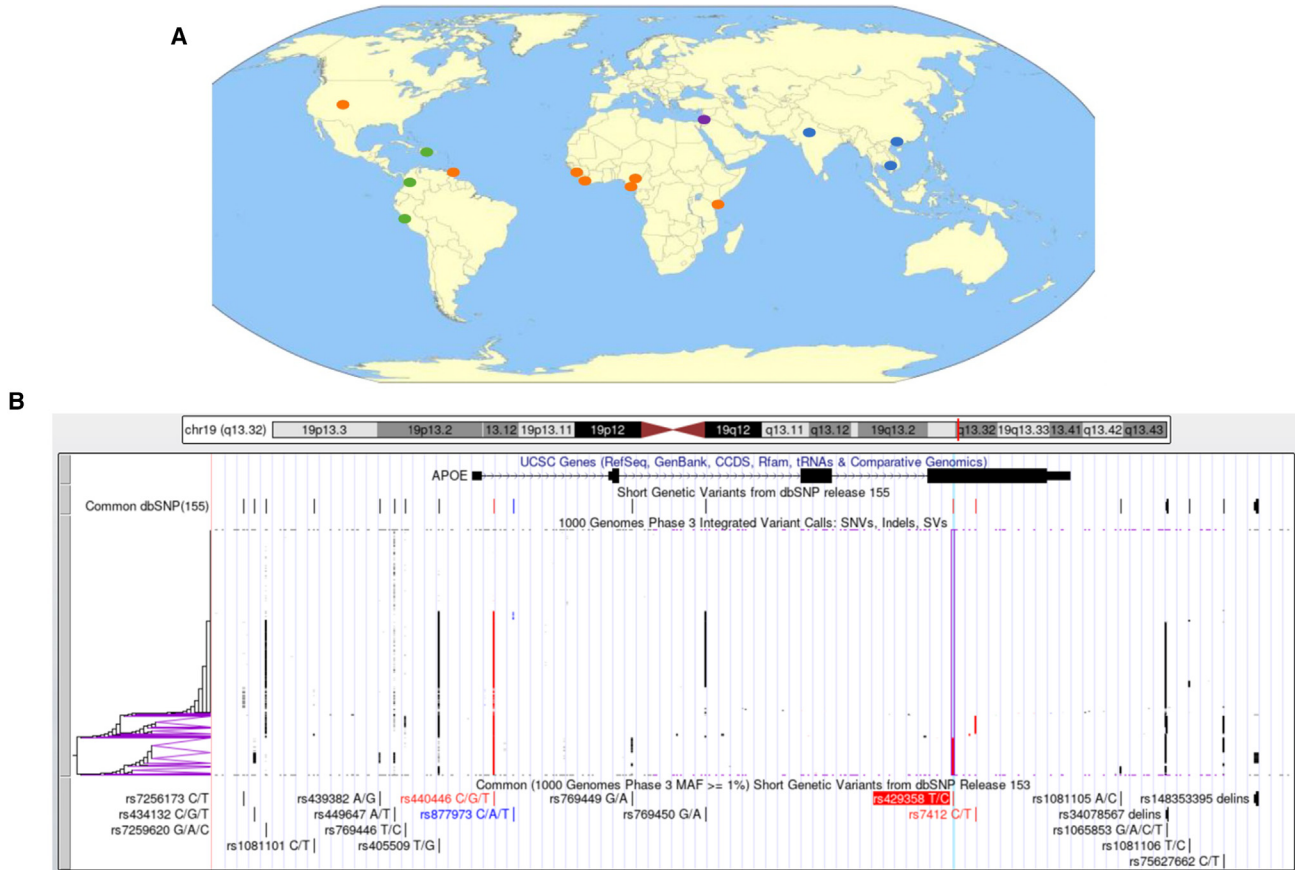 A
B
chr19 (q13.32) 19p13.3 19p13.2 13.12 19p13.11 19p12 19q12 q13.11 q13.12 19q13.2 q13.32 19q13.33 13.41 q13.42 q13.43
UCSC Genes (RefSeq, GenBank, CCDS, Rfam, tRNAs & Comparative Genomics)
APOE
Short Genetic Variants from dbSNP release 155
Common dbSNP(155)
1000 Genomes Phase 3 Integrated Variant Calls: SNVs, Indels, SVs
Common (1000 Genomes Phase 3 MAF >= 1%) Short Genetic Variants from dbSNP Release 153
rs7256173 C/T rs439382 A/G rs440446 C/G/T rs769449 G/A rs429358 T/C rs1081105 A/C rs148353395 delins
rs434132 C/G/T rs449647 A/T rs877973 C/A/T rs769450 G/A rs7412 C/T rs34078567 delins
rs7259620 G/A/C rs769446 T/C rs1065853 G/A/C/T
rs1081101 C/T rs405509 T/G rs1081106 T/C
rs75627662 C/T